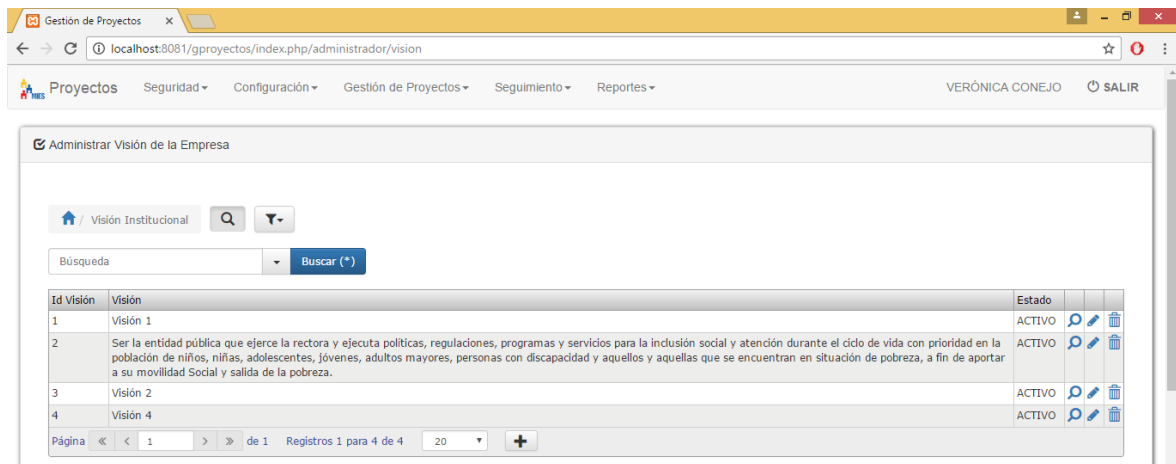 Gestión de Proyectos
localhost:8081/gproyectos/index.php/administrador/vision
MIES Proyectos Seguridad Configuración Gestión de Proyectos Seguimiento Reportes VERÓNICA CONEJO SALIR
Administrar Visión de la Empresa
/ Visión Institucional
Búsqueda Buscar (*)
Id Visión Visión Estado
1 Visión 1 ACTIVO
2 Ser la entidad pública que ejerce la rectora y ejecuta políticas, regulaciones, programas y servicios para la inclusión social y atención durante el ciclo de vida con prioridad en la ACTIVO
población de niños, niñas, adolescentes, jóvenes, adultos mayores, personas con discapacidad y aquellos y aquellas que se encuentran en situación de pobreza, a fin de aportar
a su movilidad Social y salida de la pobreza.
3 Visión 2 ACTIVO
4 Visión 4 ACTIVO
Página 1 de 1 Registros 1 para 4 de 4 20